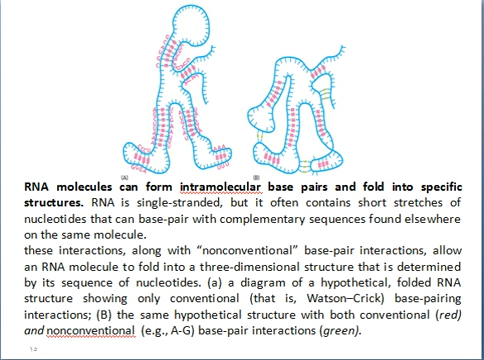 (A) (B)
RNA molecules can form intramolecular base pairs and fold into specific
structures. RNA is single-stranded, but it often contains short stretches of
nucleotides that can base-pair with complementary sequences found elsewhere
on the same molecule.
these interactions, along with “nonconventional” base-pair interactions, allow
an RNA molecule to fold into a three-dimensional structure that is determined
by its sequence of nucleotides. (a) a diagram of a hypothetical, folded RNA
structure showing only conventional (that is, Watson–Crick) base-pairing
interactions; (B) the same hypothetical structure with both conventional (red)
and nonconventional (e.g., A-G) base-pair interactions (green).
١٥